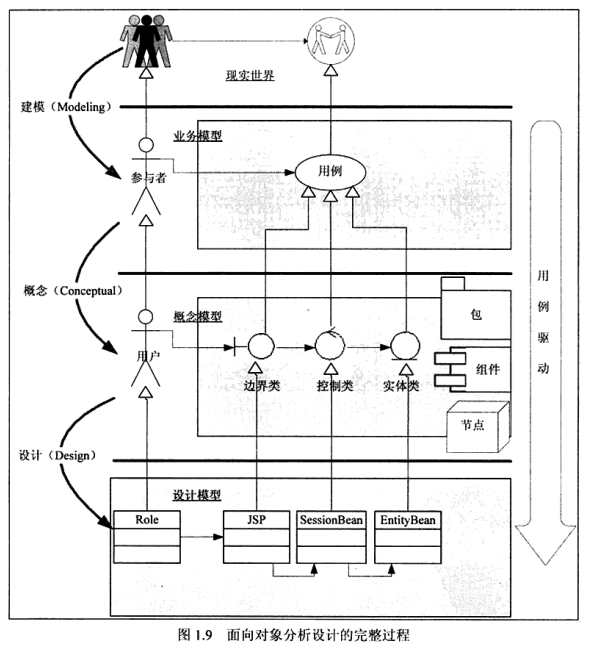 现实世界
建模（Modeling）
业务模型
参与者
用例
概念（Conceptual）
概念模型
包
用户
组件
边界类
控制类
实体类
节点
用例驱动
设计（Design）
设计模型
Role
JSP
SessionBean
EntityBean
图 1.9 面向对象分析设计的完整过程